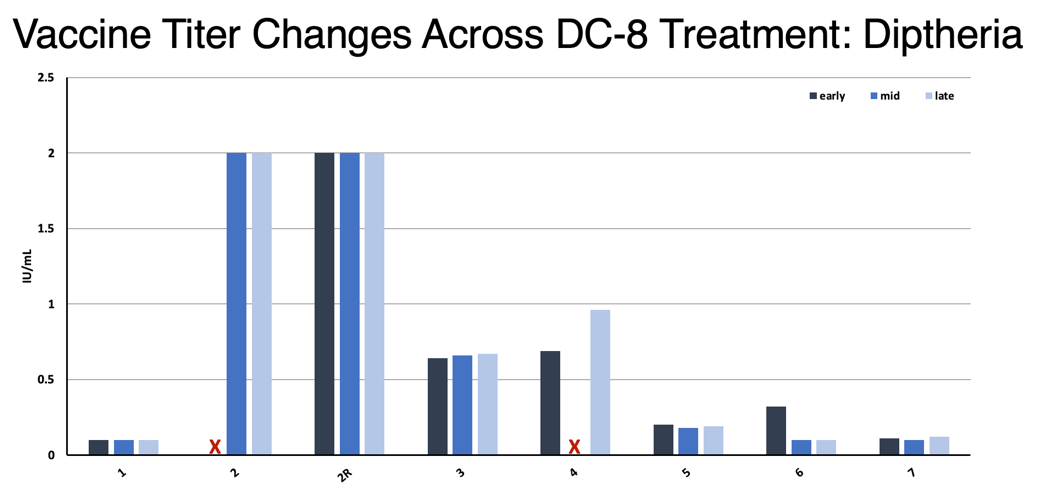 Vaccine Titer Changes Across DC-8 Treatment: Diptheria
2.5
early mid late
2
1.5
IU/mL
1
0.5
X X
0
1 2 2R 3 4 5 6 7